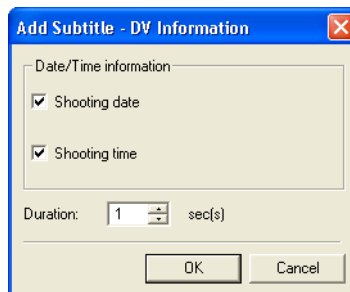 Add Subtitle - DV Information
Date/Time information
Shooting date
Shooting time
Duration: 1 sec(s)
OK Cancel